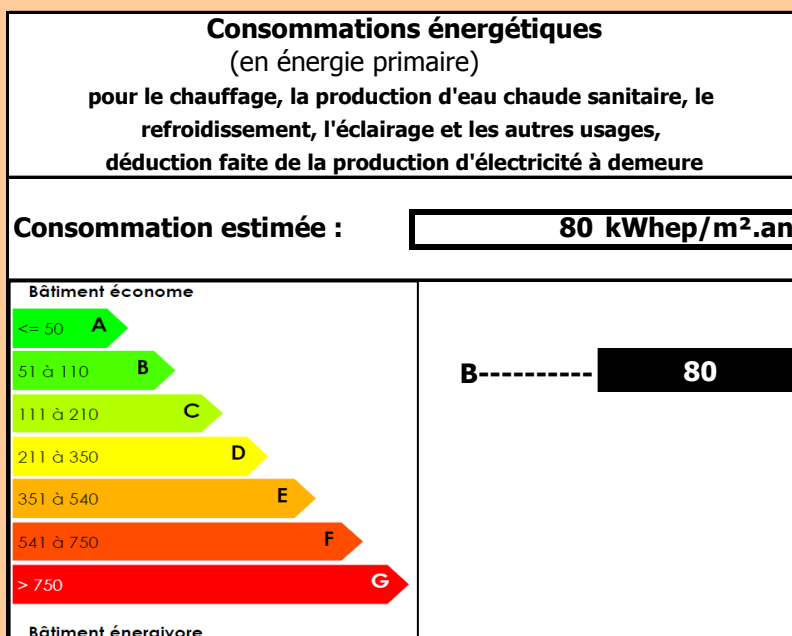 Consommations énergétiques
(en énergie primaire)
pour le chauffage, la production d'eau chaude sanitaire, le
refroidissement, l'éclairage et les autres usages,
déduction faite de la production d'électricité à demeure
Consommation estimée : 80 kWhep/m².an
Bâtiment économe
<= 50 A
51 à 110 B
B---------- 80
111 à 210 C
211 à 350 D
351 à 540 E
541 à 750 F
> 750 G
Bâtiment énergivore